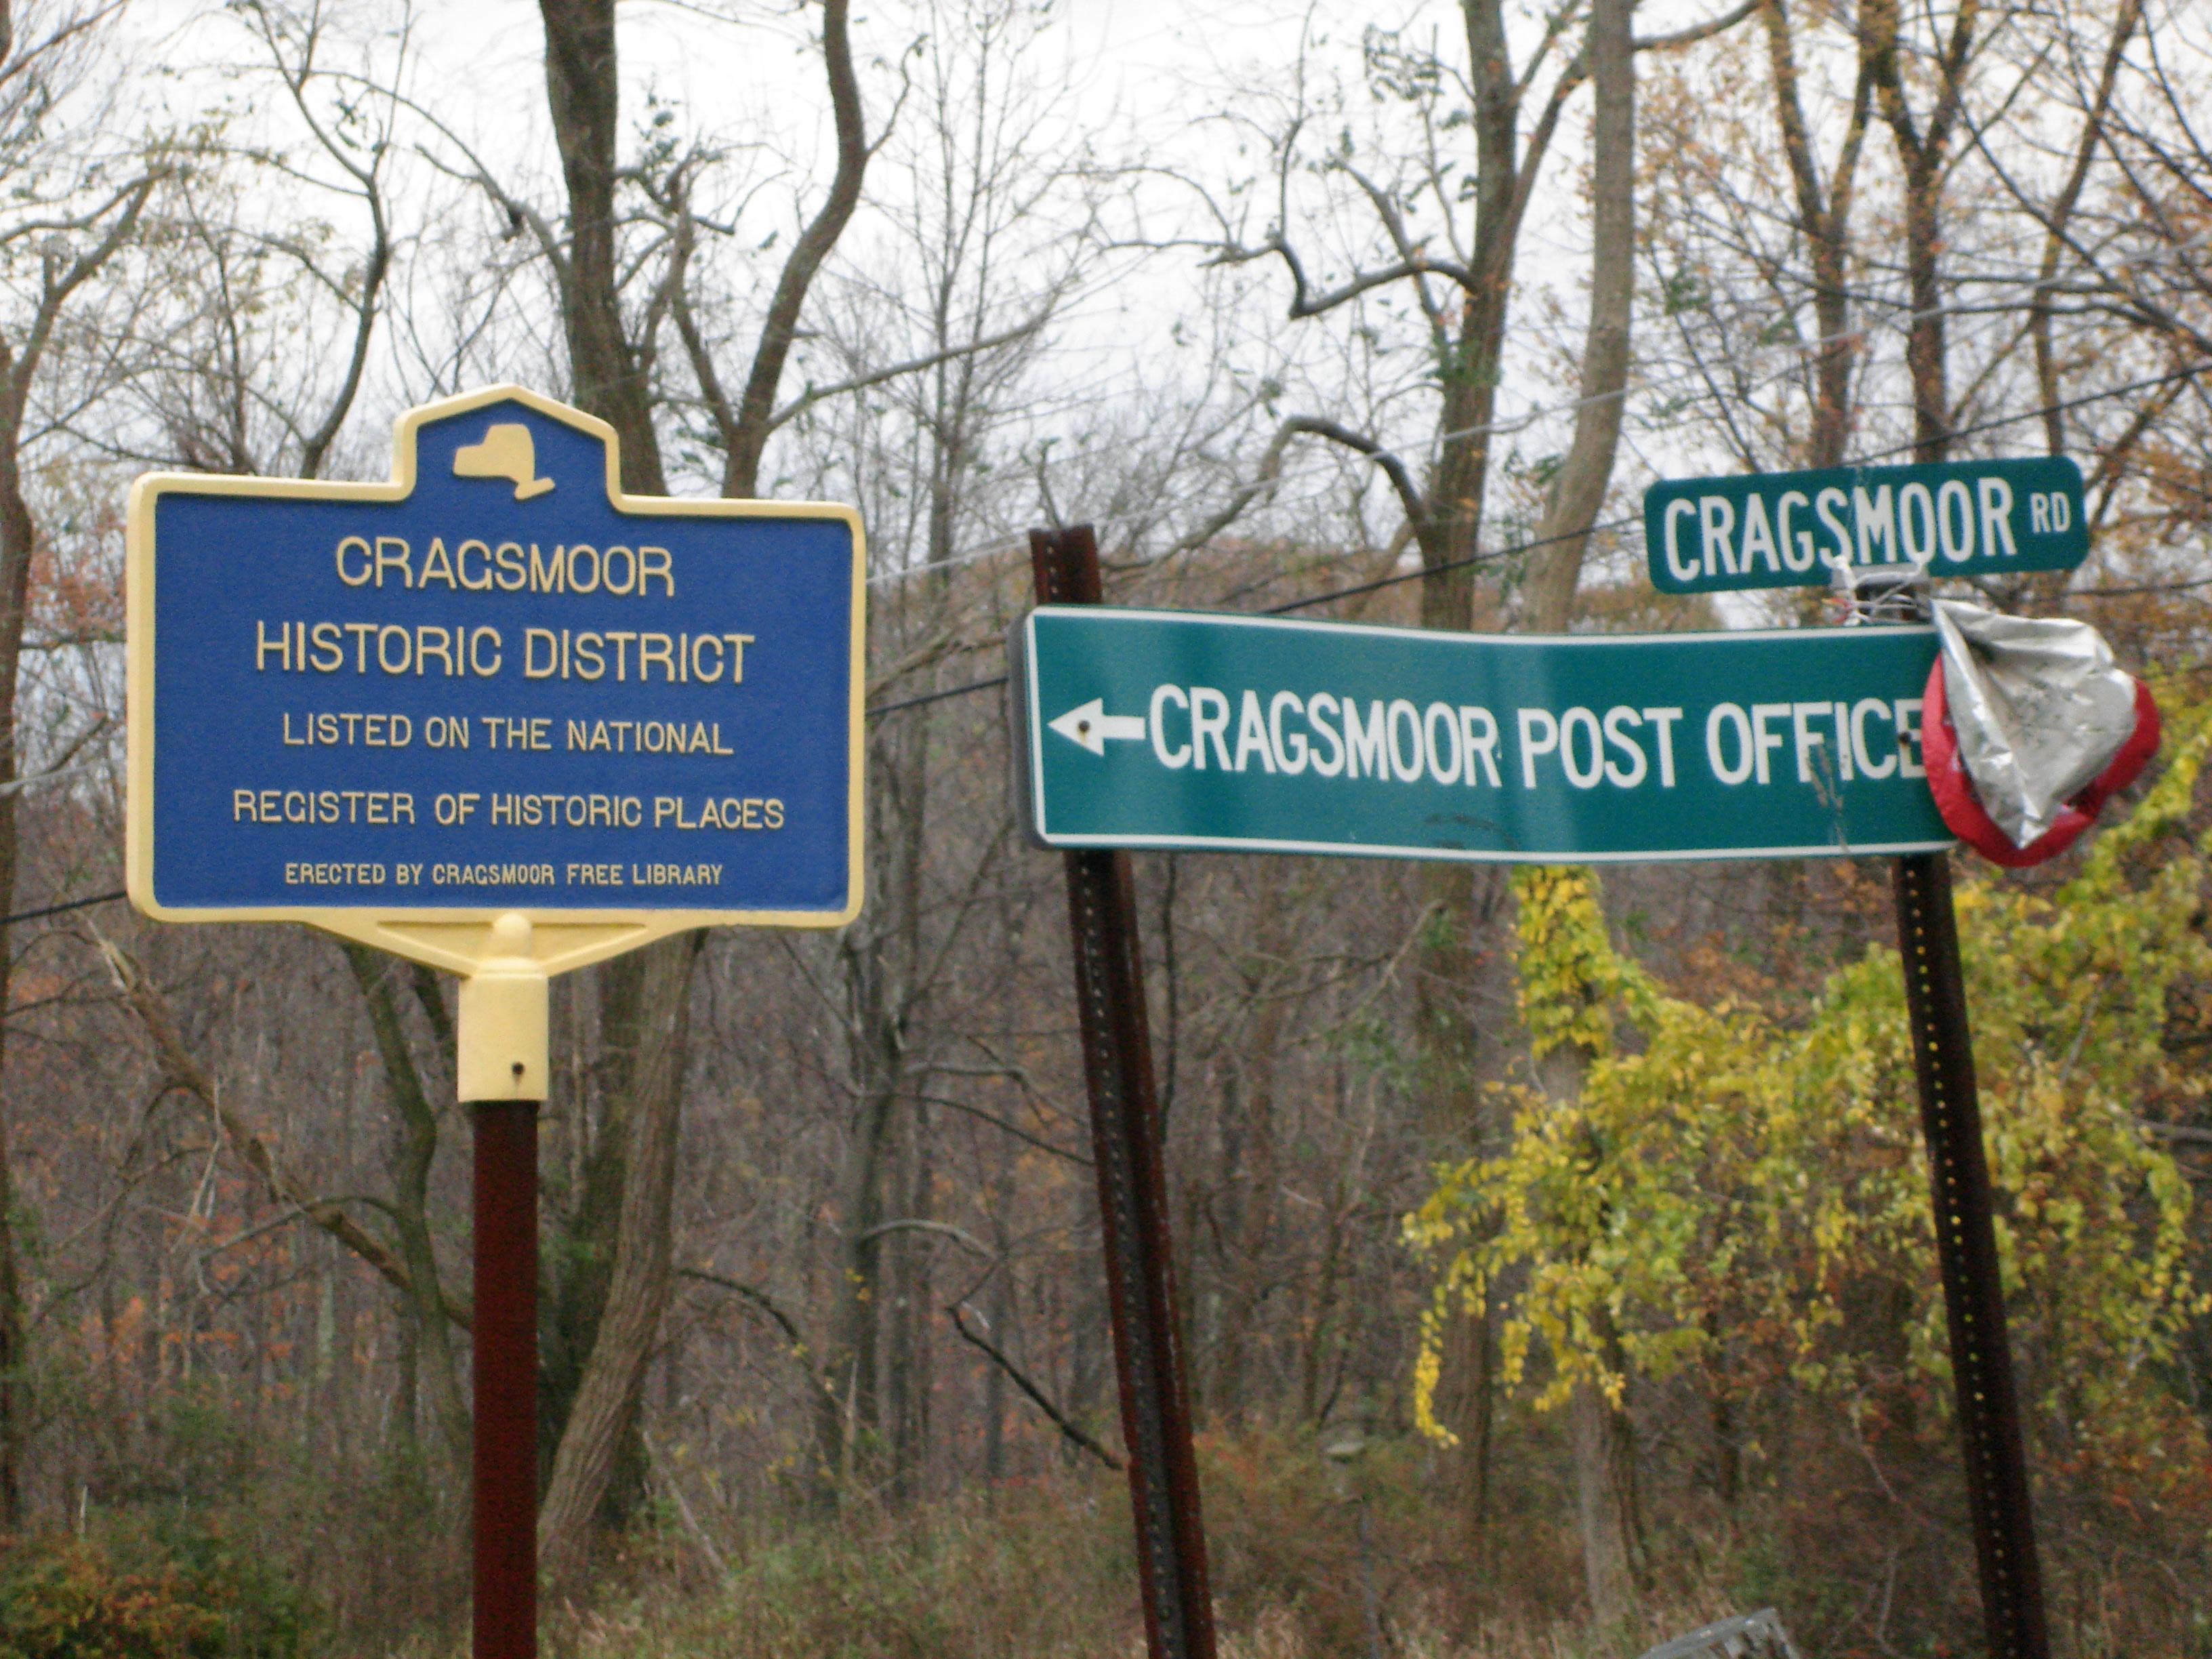 CRAGSMOOR
HISTORIC DISTRICT
LISTED ON THE NATIONAL
REGISTER OF HISTORIC PLACES
ERECTED BY CRAGSMOOR FREE LIBRARY
CRAGSMOOR RD
CRAGSMOOR POST OFFICE